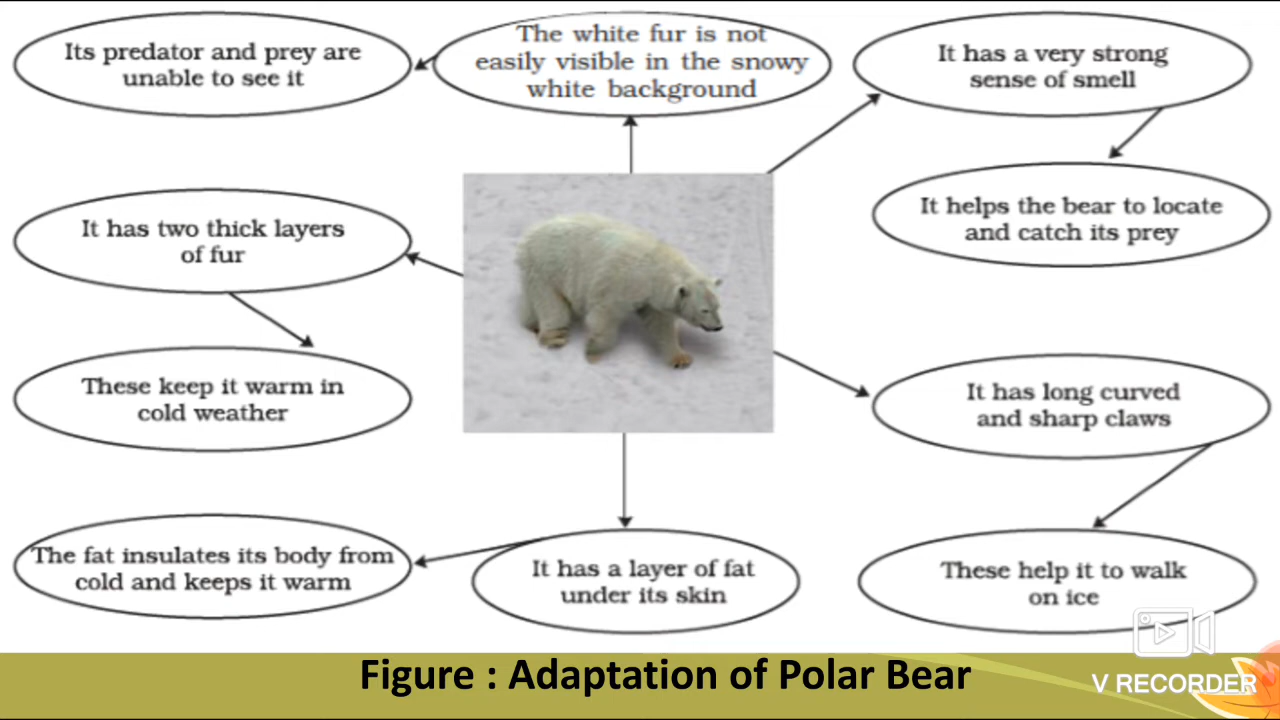 Its predator and prey are
unable to see it
The white fur is not
easily visible in the snowy
white background
It has a very strong
sense of smell
It helps the bear to locate
and catch its prey
It has two thick layers
of fur
These keep it warm in
cold weather
It has long curved
and sharp claws
The fat insulates its body from
cold and keeps it warm
It has a layer of fat
under its skin
These help it to walk
on ice
Figure : Adaptation of Polar Bear
V RECORDER